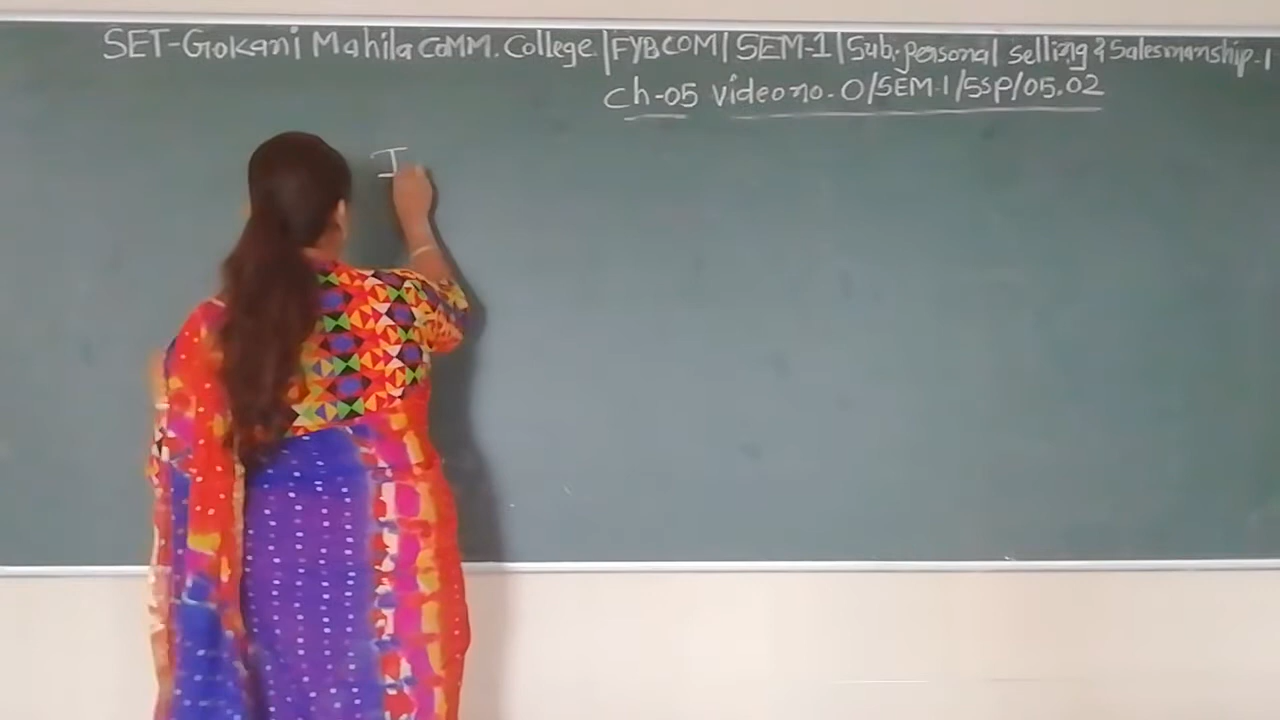 SET-Gokani Mahila COMM. College | FYBCOM | SEM-1 | Sub. personal selling & Salesmanship-1
Ch-05 video no. O/SEM-1/SSP/05.02
I